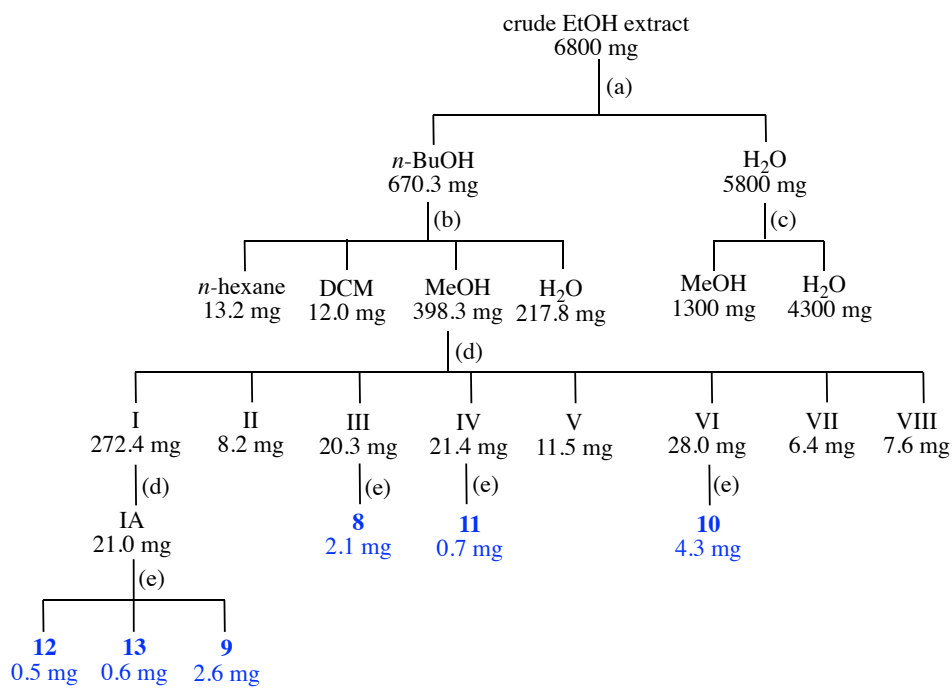 crude EtOH extract
6800 mg
(a)
n-BuOH
670.3 mg
H₂O
5800 mg
(b)
(c)
n-hexane
13.2 mg
DCM
12.0 mg
MeOH
398.3 mg
H₂O
217.8 mg
MeOH
1300 mg
H₂O
4300 mg
(d)
I
272.4 mg
II
8.2 mg
III
20.3 mg
IV
21.4 mg
V
11.5 mg
VI
28.0 mg
VII
6.4 mg
VIII
7.6 mg
(d)
(e)
(e)
(e)
IA
21.0 mg
8
2.1 mg
11
0.7 mg
10
4.3 mg
(e)
12
0.5 mg
13
0.6 mg
9
2.6 mg